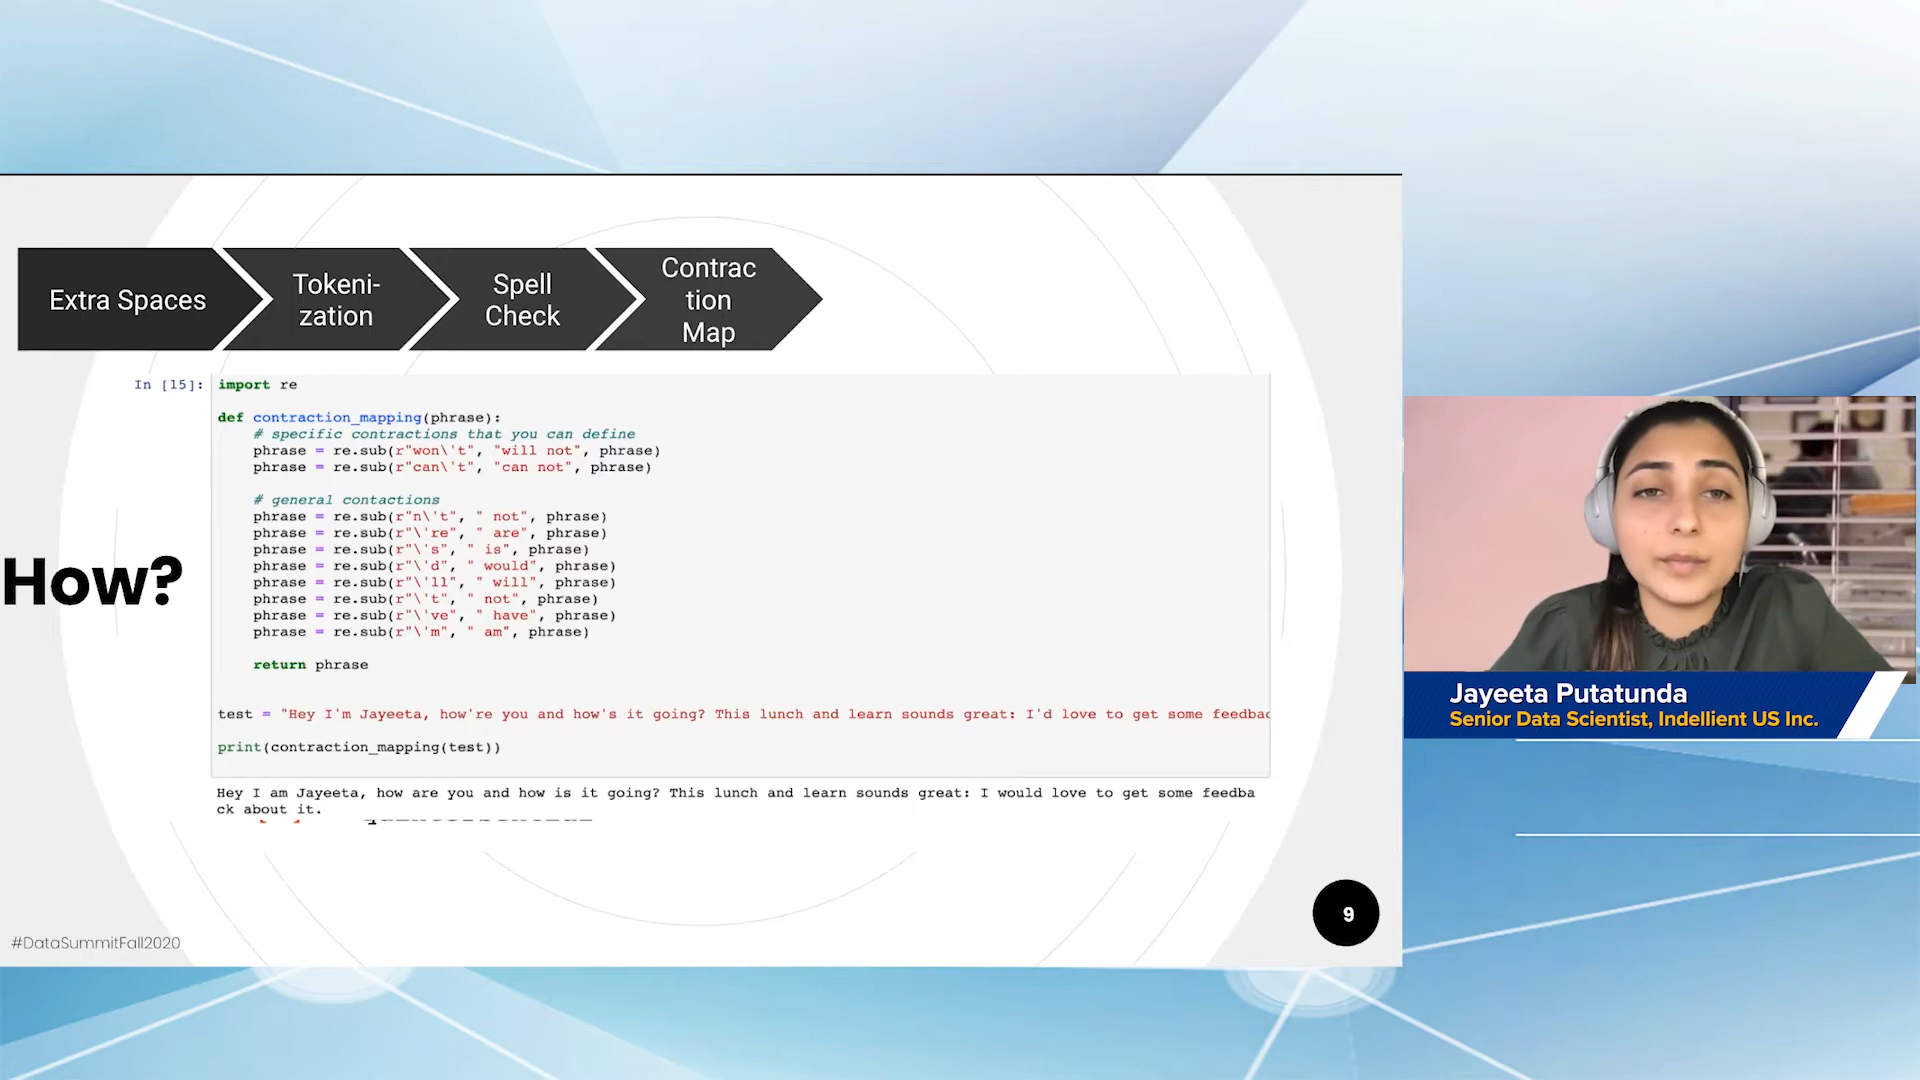 Extra Spaces
Tokeni-
zation
Spell
Check
Contrac
tion
Map
In [15]:
import re
def contraction_mapping(phrase):
# specific contractions that you can define
phrase = re.sub(r"won\'t", "will not", phrase)
phrase = re.sub(r"can\'t", "can not", phrase)
# general contactions
phrase = re.sub(r"n\'t", " not", phrase)
phrase = re.sub(r"\'re", " are", phrase)
phrase = re.sub(r"\'s", " is", phrase)
phrase = re.sub(r"\'d", " would", phrase)
phrase = re.sub(r"\'ll", " will", phrase)
phrase = re.sub(r"\'t", " not", phrase)
phrase = re.sub(r"\'ve", " have", phrase)
phrase = re.sub(r"\'m", " am", phrase)
return phrase
How?
test = "Hey I'm Jayeeta, how're you and how's it going? This lunch and learn sounds great: I'd love to get some feedbac
print(contraction_mapping(test))
Hey I am Jayeeta, how are you and how is it going? This lunch and learn sounds great: I would love to get some feedba
ck about it.
9
#DataSummitFall2020
Jayeeta Putatunda
Senior Data Scientist, Indellient US Inc.